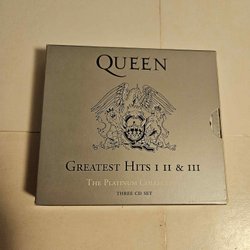 QUEEN
GREATEST HITS I II & III
THE PLATINUM COLLECTION
THREE CD SET